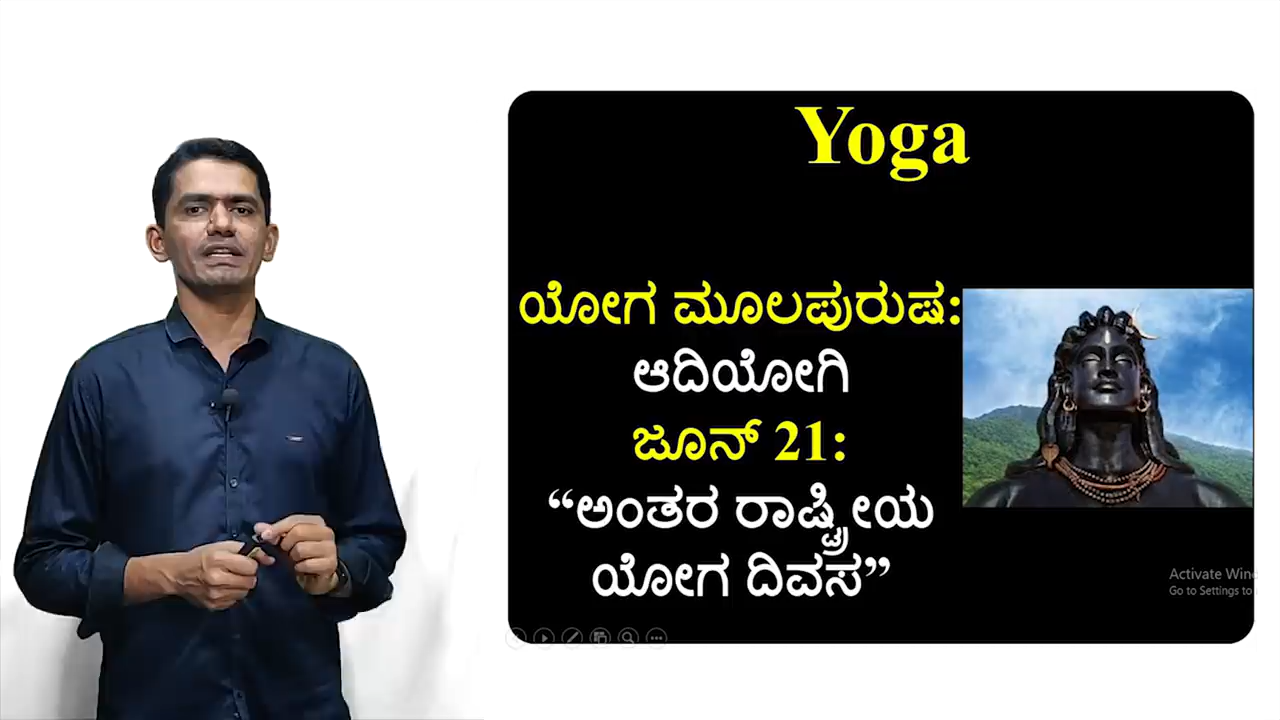 Yoga
ಯೋಗ ಮೂಲಪುರುಷ:
ಆದಿಯೋಗಿ
ಜೂನ್ 21:
“ಅಂತರ ರಾಷ್ಟ್ರೀಯ
ಯೋಗ ದಿವಸ”
Activate Win
Go to Settings to